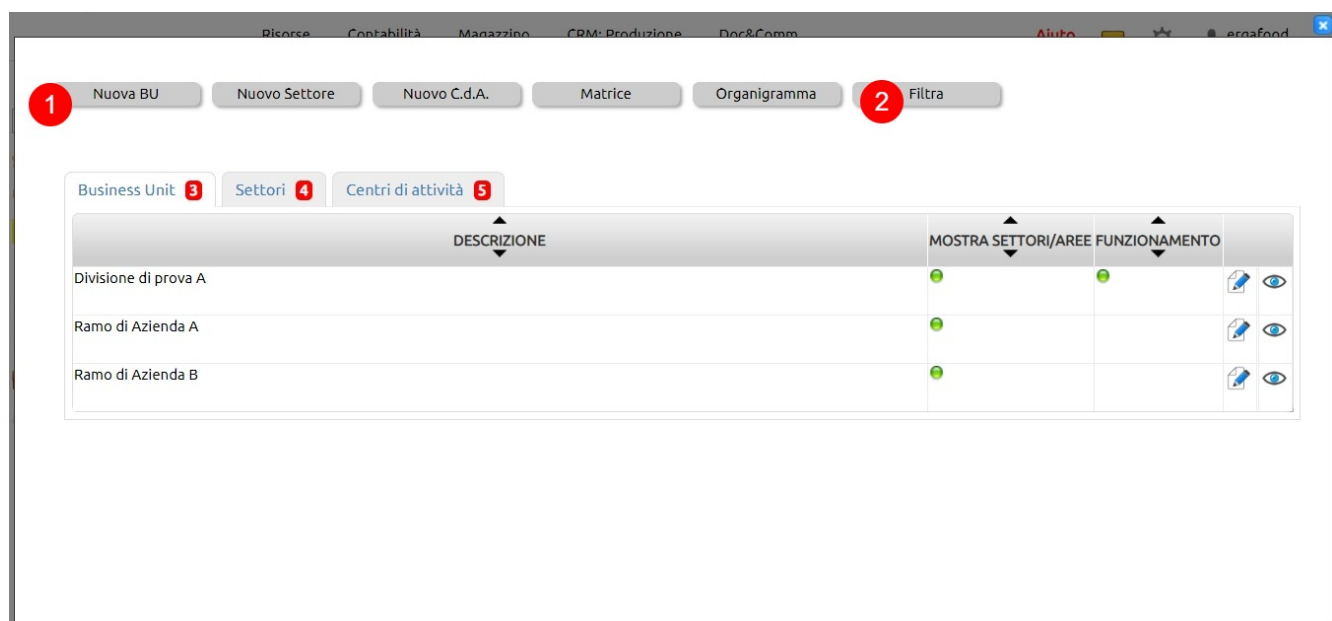 Risorse Contabilità Magazzino CRM: Produzione Doc&Comm Aiuto ergafood
1 Nuova BU Nuovo Settore Nuovo C.d.A. Matrice Organigramma 2 Filtra
Business Unit 3 Settori 4 Centri di attività 5
DESCRIZIONE MOSTRA SETTORI/AREE FUNZIONAMENTO
Divisione di prova A
Ramo di Azienda A
Ramo di Azienda B